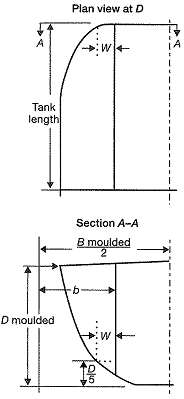 Plan view at D
A
A
W
Tank
length
Section A–A
B moulded
2
b
D moulded
W
D
5